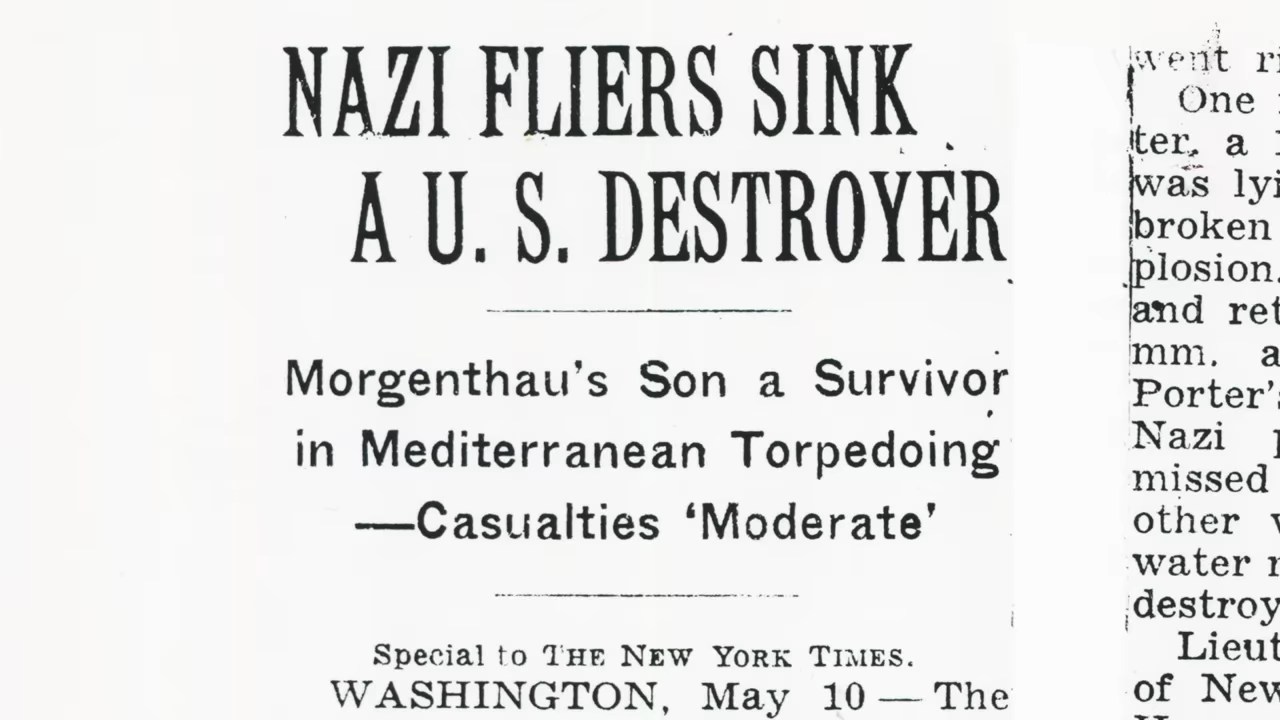 NAZI FLIERS SINK
A U. S. DESTROYER
Morgenthau's Son a Survivor
in Mediterranean Torpedoing
—Casualties 'Moderate'
Special to THE NEW YORK TIMES.
WASHINGTON, May 10 — The
went
One
ter, a
was
broken
plosion.
and
mm. a
Porter's
Nazi
missed
other
water
destroy
Lieut
of New